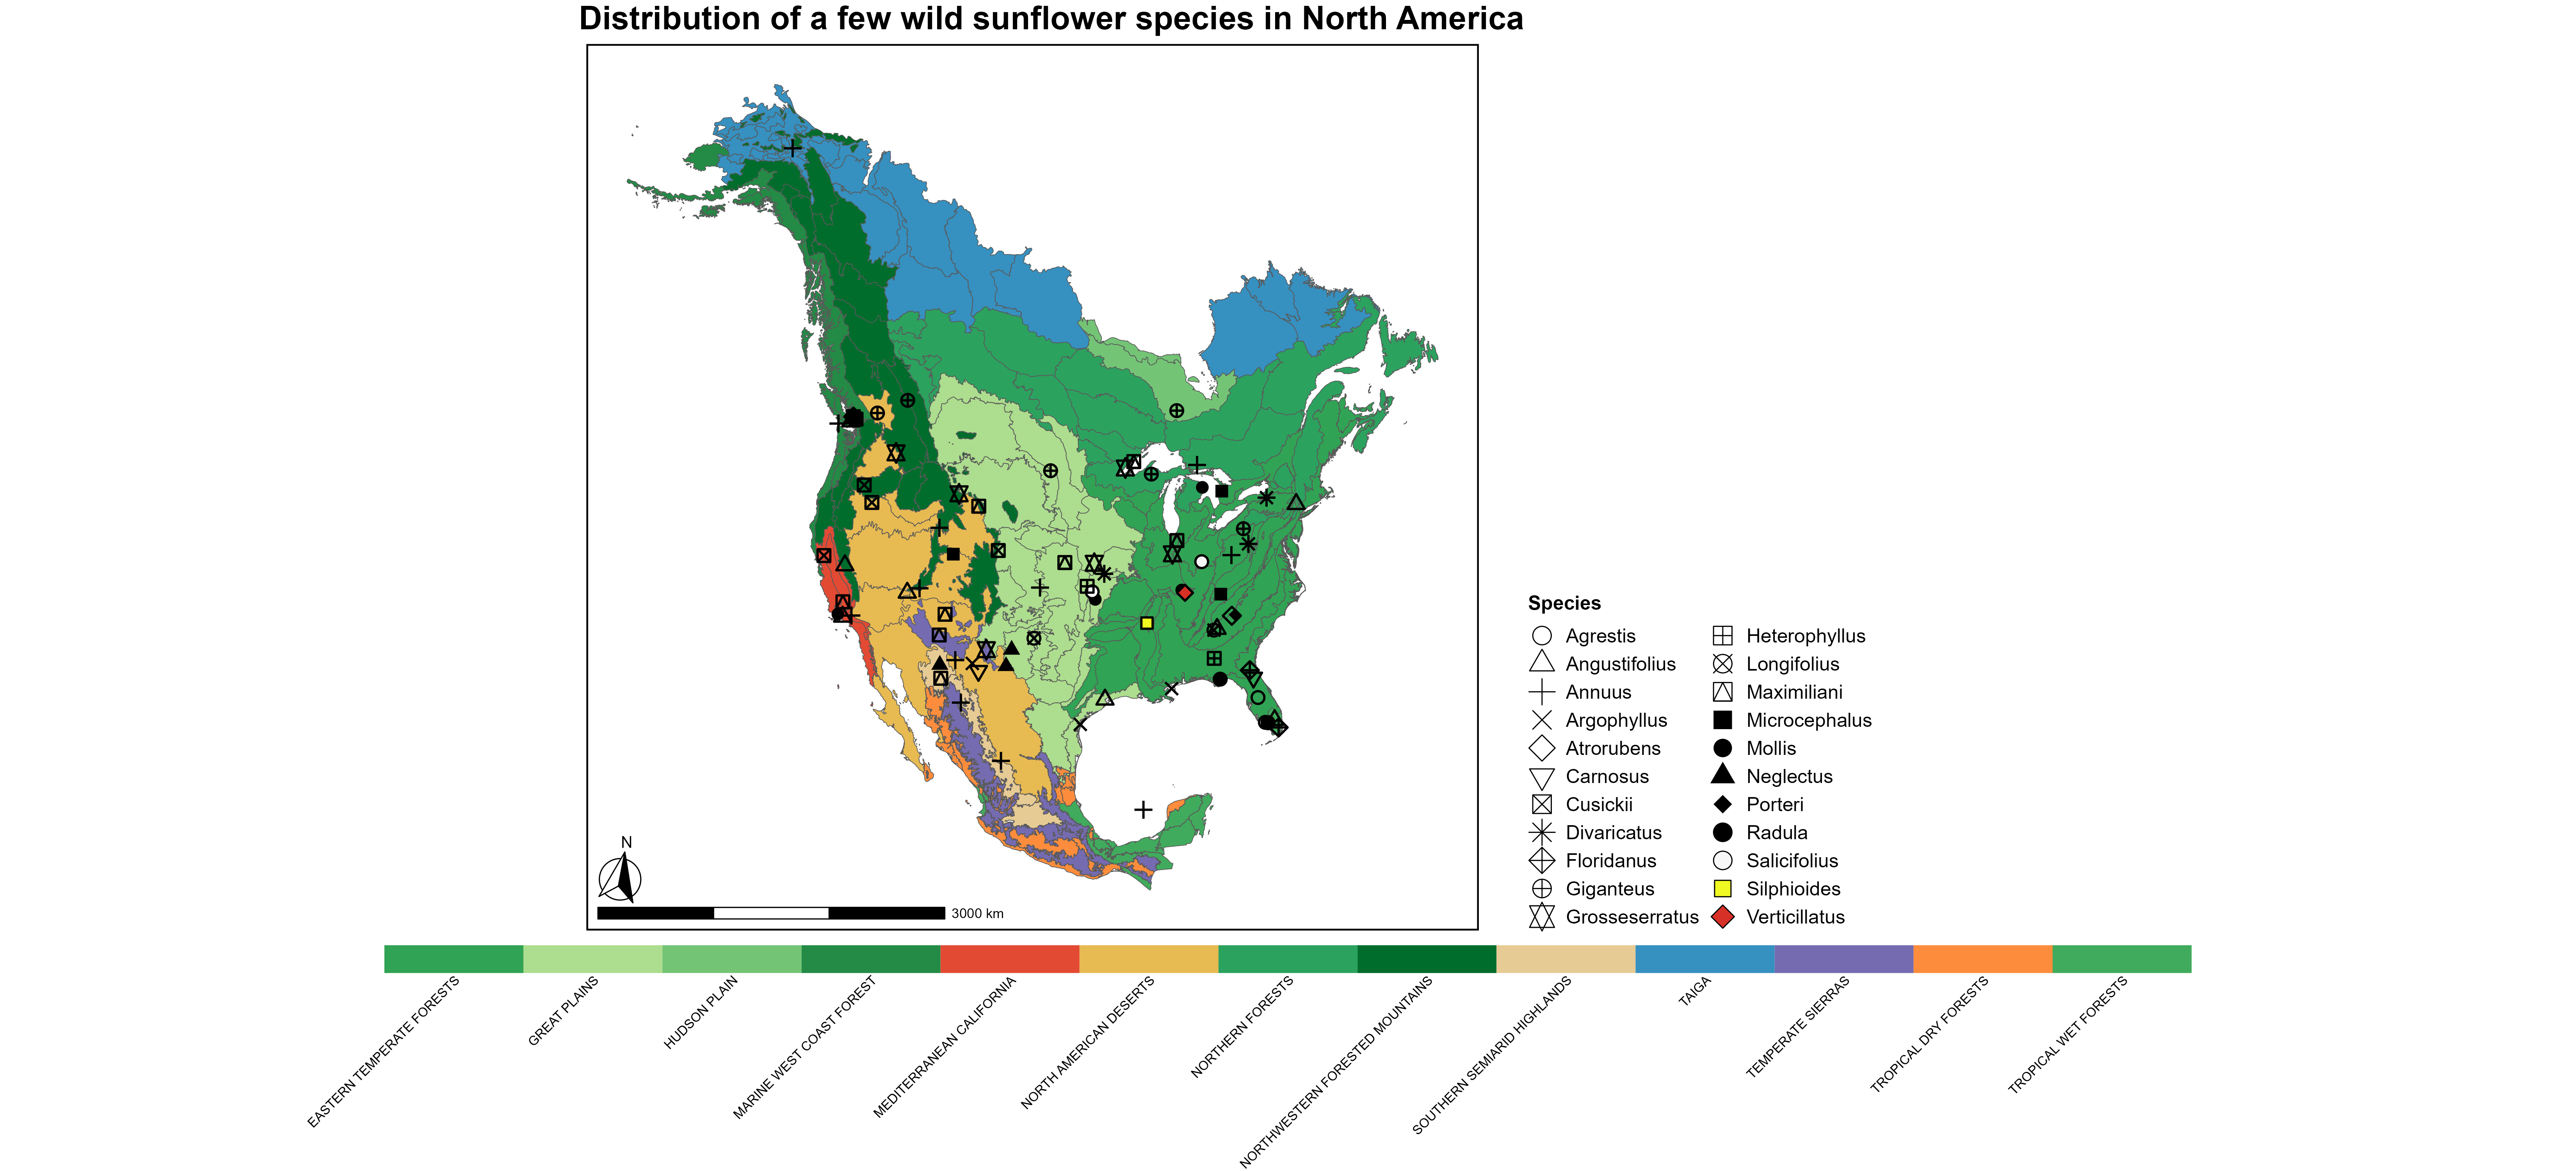 Distribution of a few wild sunflower species in North America
N
3000 km
Species
Agrestis
Angustifolius
Annuus
Argophyllus
Atrorubens
Carnosus
Cusickii
Divaricatus
Floridanus
Giganteus
Grosseserratus
Heterophyllus
Longifolius
Maximiliani
Microcephalus
Mollis
Neglectus
Porteri
Radula
Salicifolius
Silphioides
Verticillatus
EASTERN TEMPERATE FORESTS
GREAT PLAINS
HUDSON PLAIN
MARINE WEST COAST FOREST
MEDITERRANEAN CALIFORNIA
NORTH AMERICAN DESERTS
NORTHERN FORESTS
NORTHWESTERN FORESTED MOUNTAINS
SOUTHERN SEMIARID HIGHLANDS
TAIGA
TEMPERATE SIERRAS
TROPICAL DRY FORESTS
TROPICAL WET FORESTS